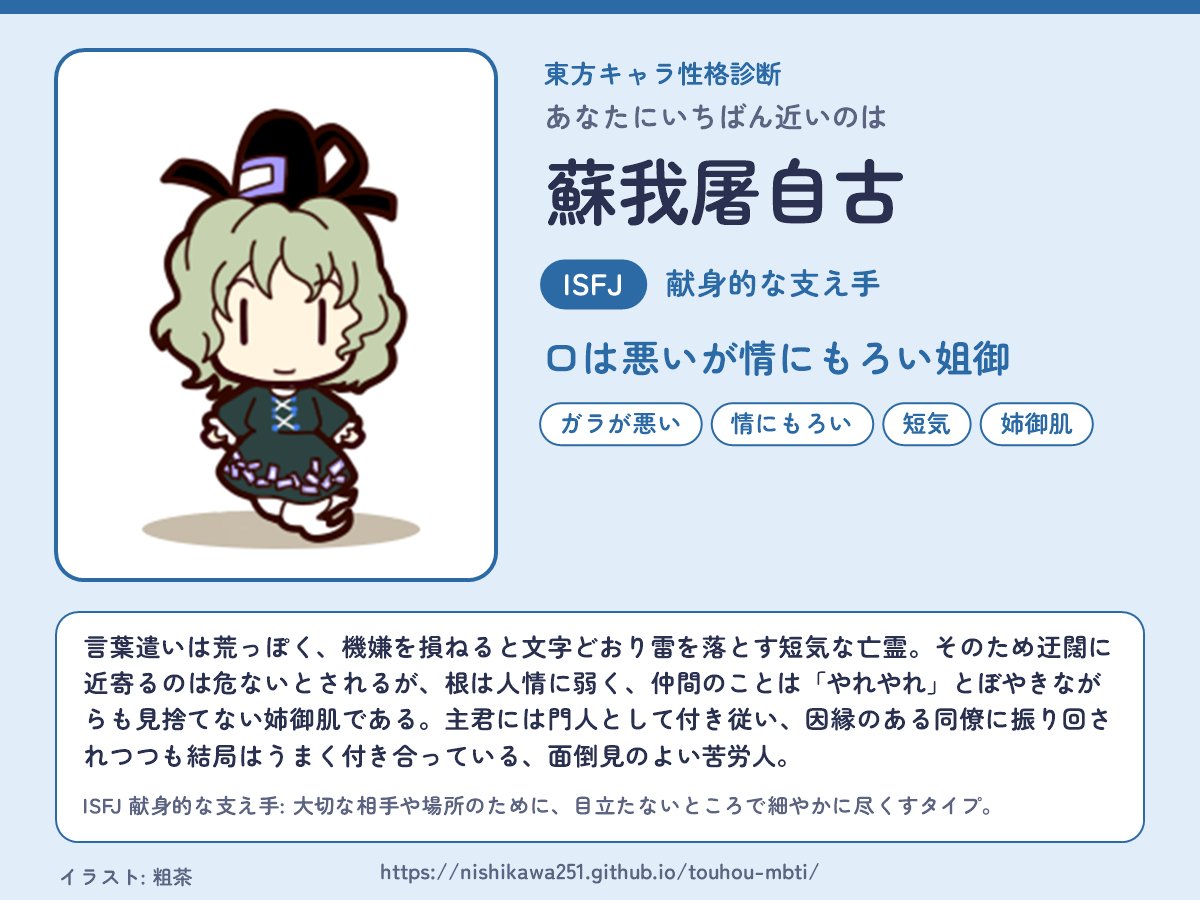 東方キャラ性格診断
あなたにいちばん近いのは
蘇我屠自古
ISFJ 献身的な支え手
口は悪いが情にもろい姐御
ガラが悪い 情にもろい 短気 姉御肌
言葉遣いは荒っぽく、機嫌を損ねると文字どおり雷を落とす短気な亡霊。そのため迂闊に
近寄るのは危ないとされるが、根は人情に弱く、仲間のことは「やれやれ」とぼやきなが
らも見捨てない姉御肌である。主君には門人として付き従い、因縁のある同僚に振り回さ
れつつも結局はうまく付き合っている、面倒見のよい苦労人。
ISFJ 献身的な支え手: 大切な相手や場所のために、目立たないところで細やかに尽くすタイプ。
イラスト: 粗茶
https://nishikawa251.github.io/touhou-mbti/